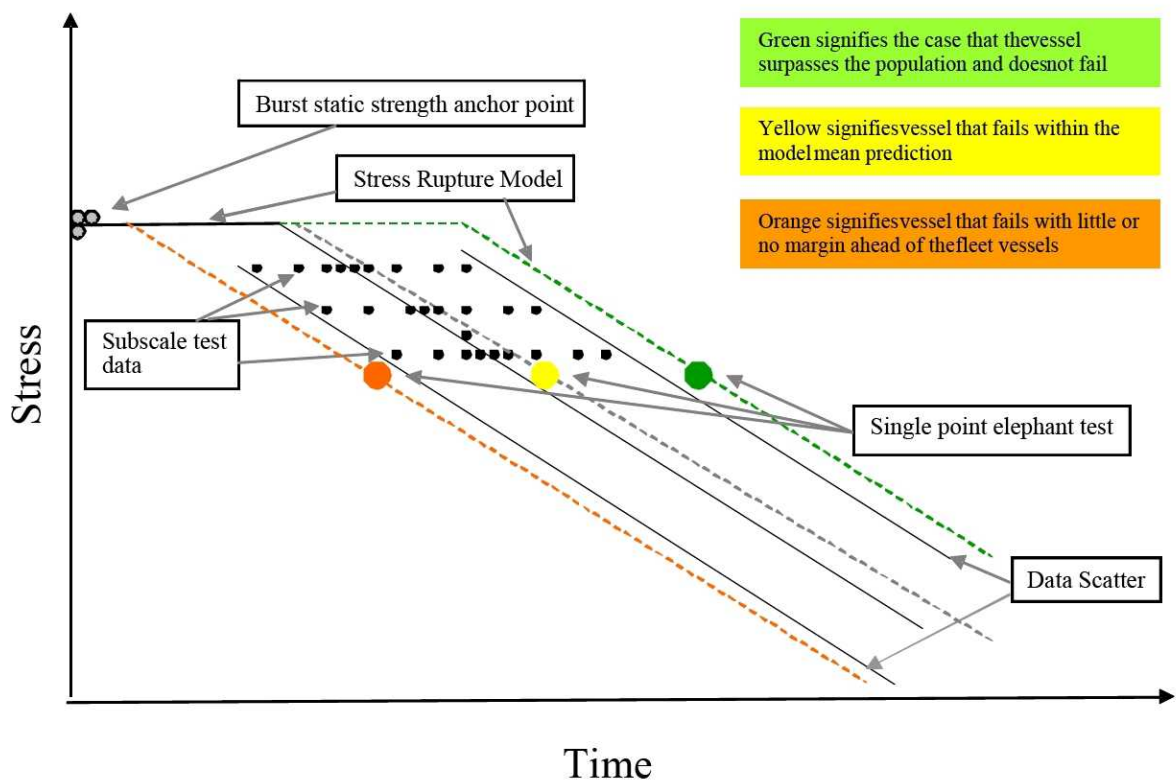 Green signifies the case that thevessel
surpasses the population and doesnot fail
Burst static strength anchor point
Yellow signifiesvessel that fails within the
model mean prediction
Stress Rupture Model
Orange signifiesvessel that fails with little or
no margin ahead of thefleet vessels
Subscale test
data
Stress
Single point elephant test
Data Scatter
Time